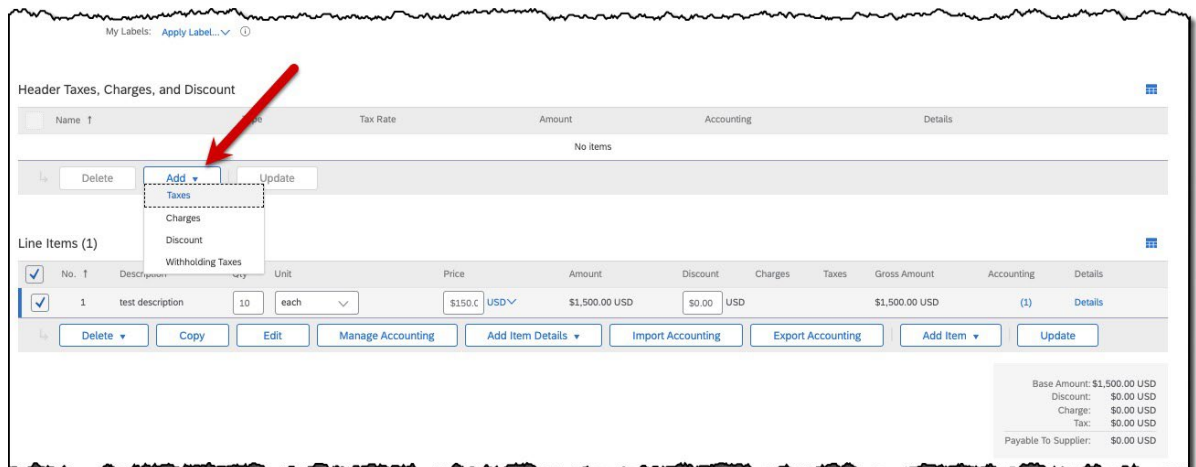 My Labels: Apply Label...
Header Taxes, Charges, and Discount
Name ↑ Type Tax Rate Amount Accounting Details
No items
Delete Add Update
Taxes
Charges
Discount
Withholding Taxes
Line Items (1)
No. ↑ Description Qty Unit Price Amount Discount Charges Taxes Gross Amount Accounting Details
1 test description 10 each $150.0 USD $1,500.00 USD $0.00 USD $1,500.00 USD (1) Details
Delete Copy Edit Manage Accounting Add Item Details Import Accounting Export Accounting Add Item Update
Base Amount: $1,500.00 USD
Discount: $0.00 USD
Charge: $0.00 USD
Tax: $0.00 USD
Payable To Supplier: $0.00 USD